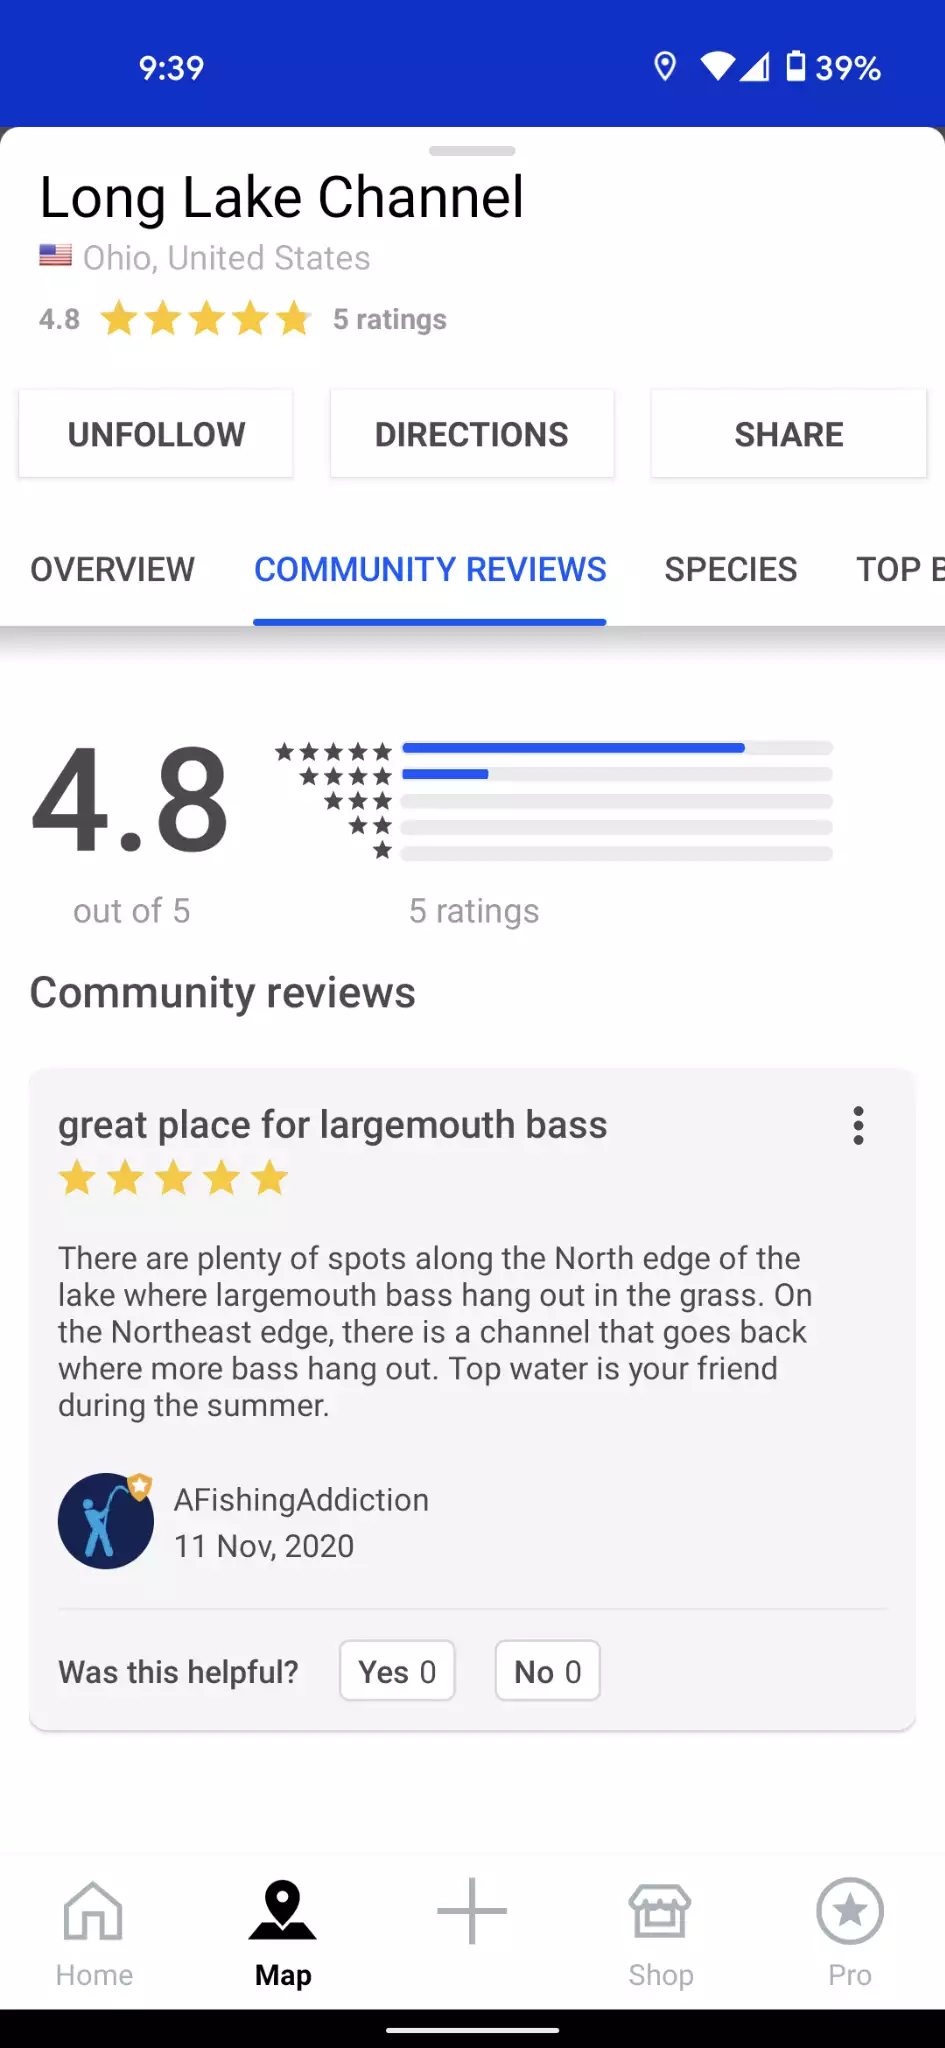 9:39
39%
Long Lake Channel
Ohio, United States
4.8 5 ratings
UNFOLLOW DIRECTIONS SHARE
OVERVIEW COMMUNITY REVIEWS SPECIES TOP B
4.8
out of 5
5 ratings
Community reviews
great place for largemouth bass
There are plenty of spots along the North edge of the
lake where largemouth bass hang out in the grass. On
the Northeast edge, there is a channel that goes back
where more bass hang out. Top water is your friend
during the summer.
AFishingAddiction
11 Nov, 2020
Was this helpful? Yes 0 No 0
Home Map Shop Pro